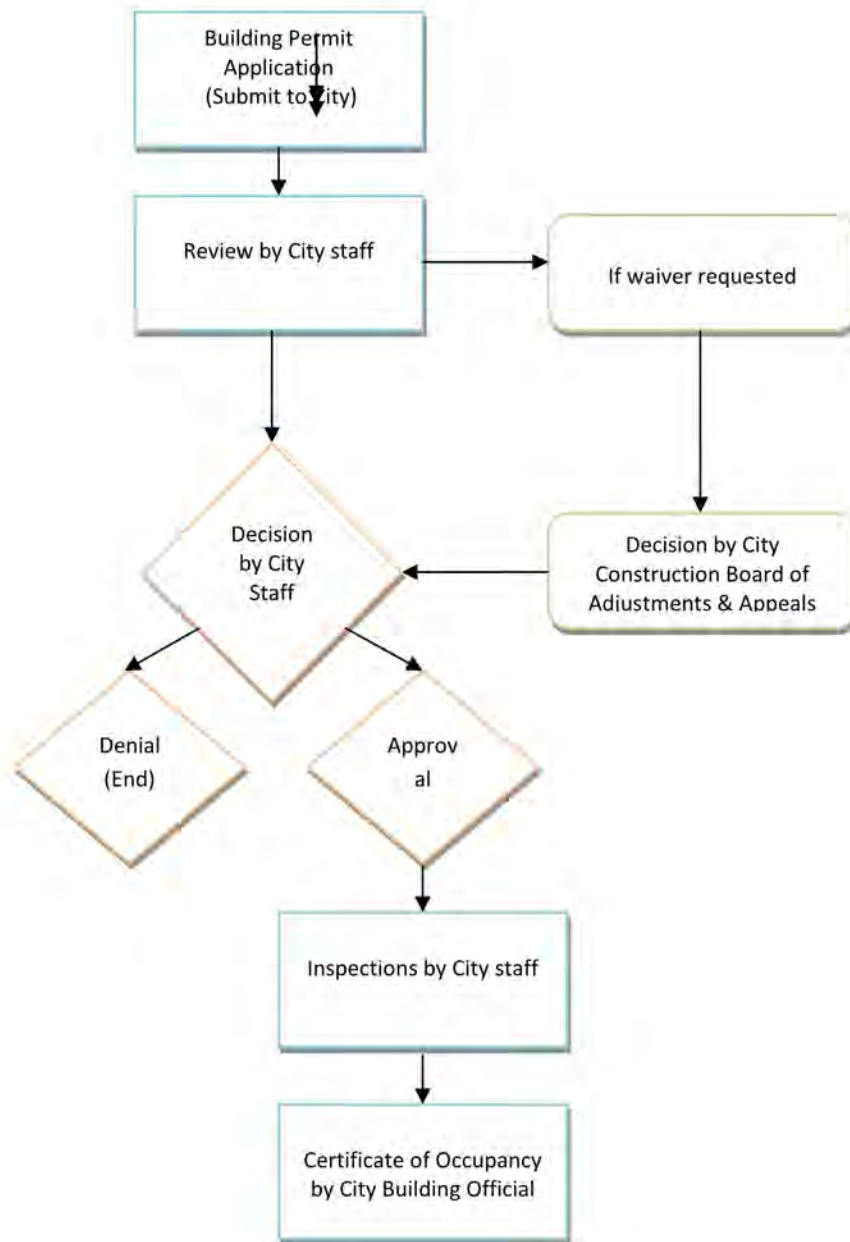 Building Permit
Application
(Submit to City)
Review by City staff
If waiver requested
Decision
by City
Staff
Decision by City
Construction Board of
Adjustments & Appeals
Denial
(End)
Approv
al
Inspections by City staff
Certificate of Occupancy
by City Building Official